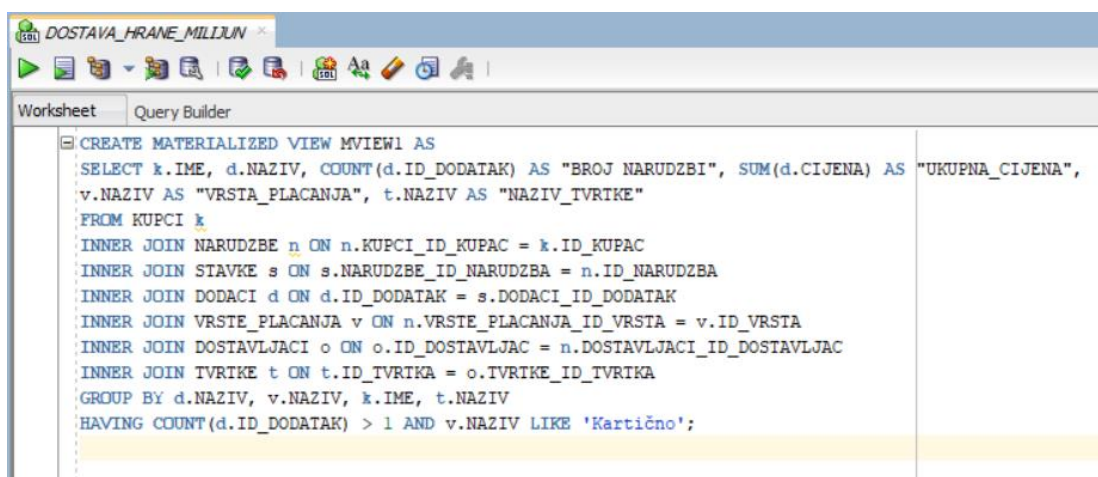 DOSTAVA_HRANE_MILIJUN
Worksheet Query Builder
CREATE MATERIALIZED VIEW MVIEW1 AS
SELECT k.IME, d.NAZIV, COUNT(d.ID_DODATAK) AS "BROJ NARUDZBI", SUM(d.CIJENA) AS "UKUPNA_CIJENA",
v.NAZIV AS "VRSTA_PLACANJA", t.NAZIV AS "NAZIV_TVRTKE"
FROM KUPCI k
INNER JOIN NARUDZBE n ON n.KUPCI_ID_KUPAC = k.ID_KUPAC
INNER JOIN STAVKE s ON s.NARUDZBE_ID_NARUDZBA = n.ID_NARUDZBA
INNER JOIN DODACI d ON d.ID_DODATAK = s.DODACI_ID_DODATAK
INNER JOIN VRSTE_PLACANJA v ON n.VRSTE_PLACANJA_ID_VRSTA = v.ID_VRSTA
INNER JOIN DOSTAVLJACI o ON o.ID_DOSTAVLJAC = n.DOSTAVLJACI_ID_DOSTAVLJAC
INNER JOIN TVRTKE t ON t.ID_TVRTKA = o.TVRTKE_ID_TVRTKA
GROUP BY d.NAZIV, v.NAZIV, k.IME, t.NAZIV
HAVING COUNT(d.ID_DODATAK) > 1 AND v.NAZIV LIKE 'Kartično';